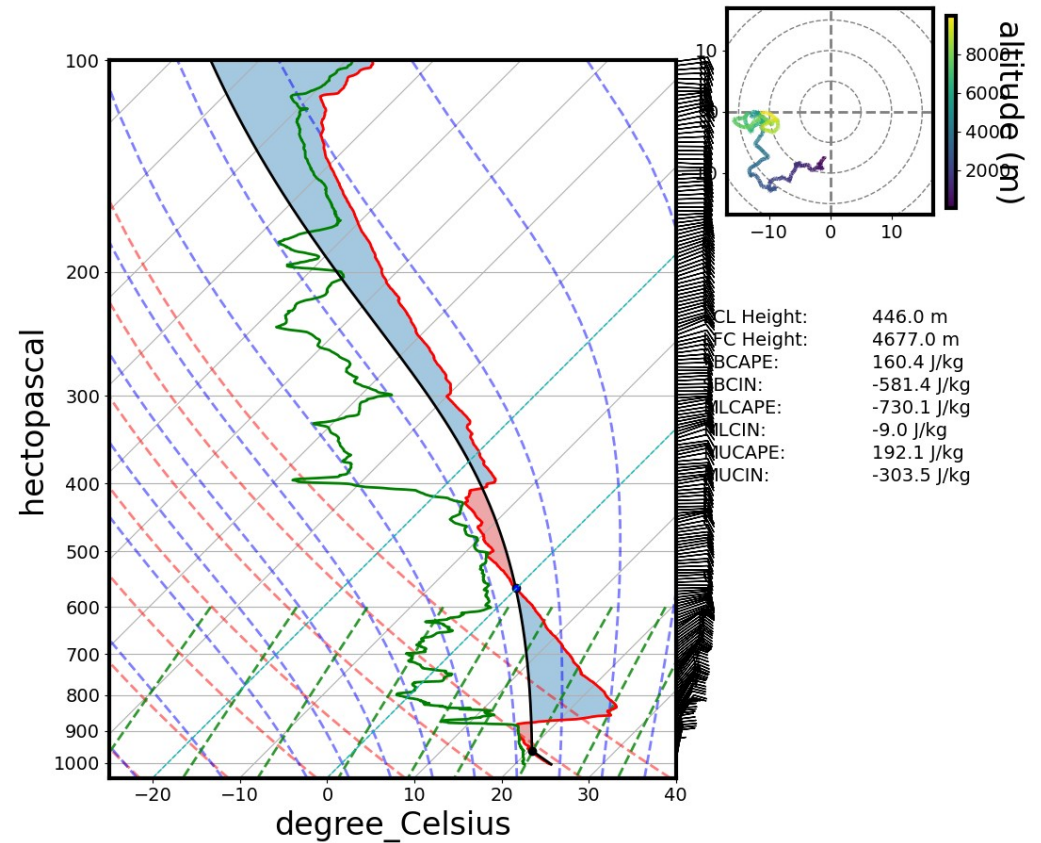 hectopascal
100
200
300
400
500
600
700
800
900
1000
−20
−10
0
10
20
30
40
degree_Celsius
10
0
−10
0
10
8000
6000
4000
2000
altitude (m)
CL Height: 446.0 m
FC Height: 4677.0 m
BCAPE: 160.4 J/kg
BCIN: -581.4 J/kg
MLCAPE: -730.1 J/kg
MLCIN: -9.0 J/kg
MUCAPE: 192.1 J/kg
MUCIN: -303.5 J/kg